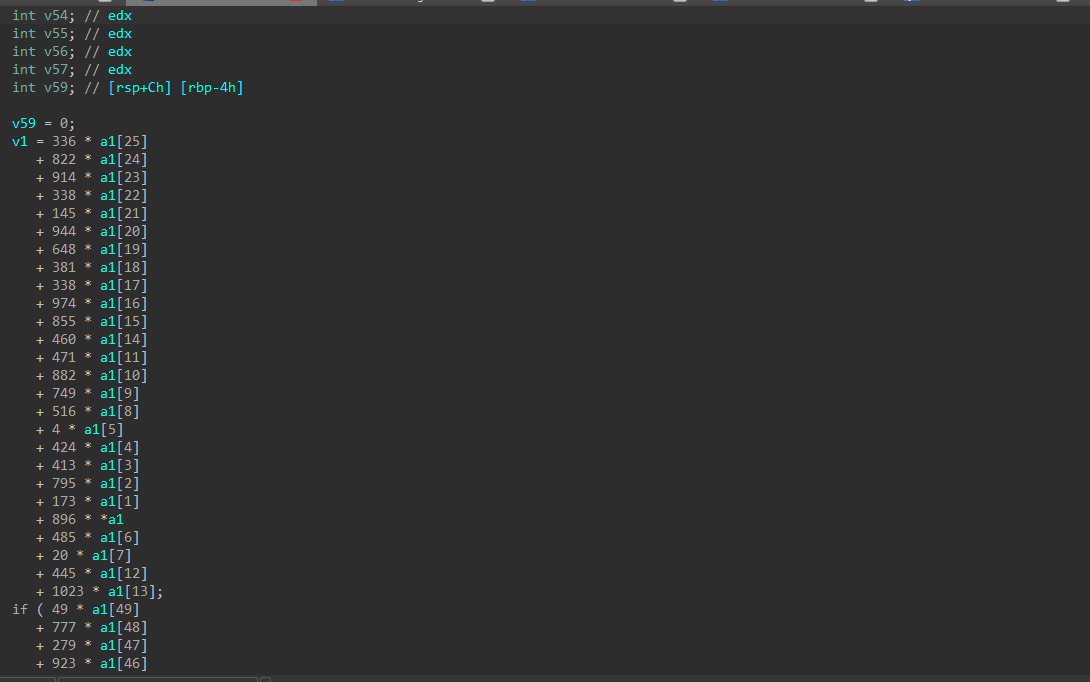 int v54; // edx
int v55; // edx
int v56; // edx
int v57; // edx
int v59; // [rsp+Ch] [rbp-4h]
v59 = 0;
v1 = 336 * a1[25]
+ 822 * a1[24]
+ 914 * a1[23]
+ 338 * a1[22]
+ 145 * a1[21]
+ 944 * a1[20]
+ 648 * a1[19]
+ 381 * a1[18]
+ 338 * a1[17]
+ 974 * a1[16]
+ 855 * a1[15]
+ 460 * a1[14]
+ 471 * a1[11]
+ 882 * a1[10]
+ 749 * a1[9]
+ 516 * a1[8]
+ 4 * a1[5]
+ 424 * a1[4]
+ 413 * a1[3]
+ 795 * a1[2]
+ 173 * a1[1]
+ 896 * *a1
+ 485 * a1[6]
+ 20 * a1[7]
+ 445 * a1[12]
+ 1023 * a1[13];
if ( 49 * a1[49]
+ 777 * a1[48]
+ 279 * a1[47]
+ 923 * a1[46]